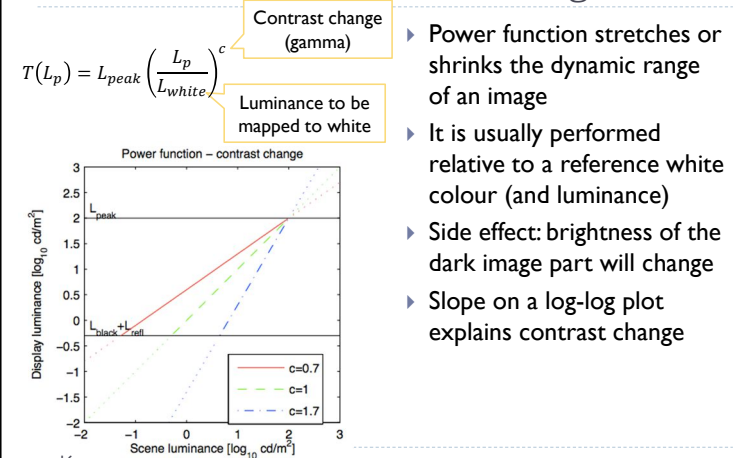 Contrast change
(gamma)
T(L_p) = L_peak (L_p / L_white)^c
Luminance to be
mapped to white
Power function – contrast change
3
2.5
2
1.5
1
0.5
0
−0.5
−1
−1.5
−2
L_peak
L_black+L_refl
Display luminance [log_10 cd/m^2]
c=0.7
c=1
c=1.7
−2 −1 0 1 2 3
Scene luminance [log_10 cd/m^2]
Power function stretches or
shrinks the dynamic range
of an image
It is usually performed
relative to a reference white
colour (and luminance)
Side effect: brightness of the
dark image part will change
Slope on a log-log plot
explains contrast change